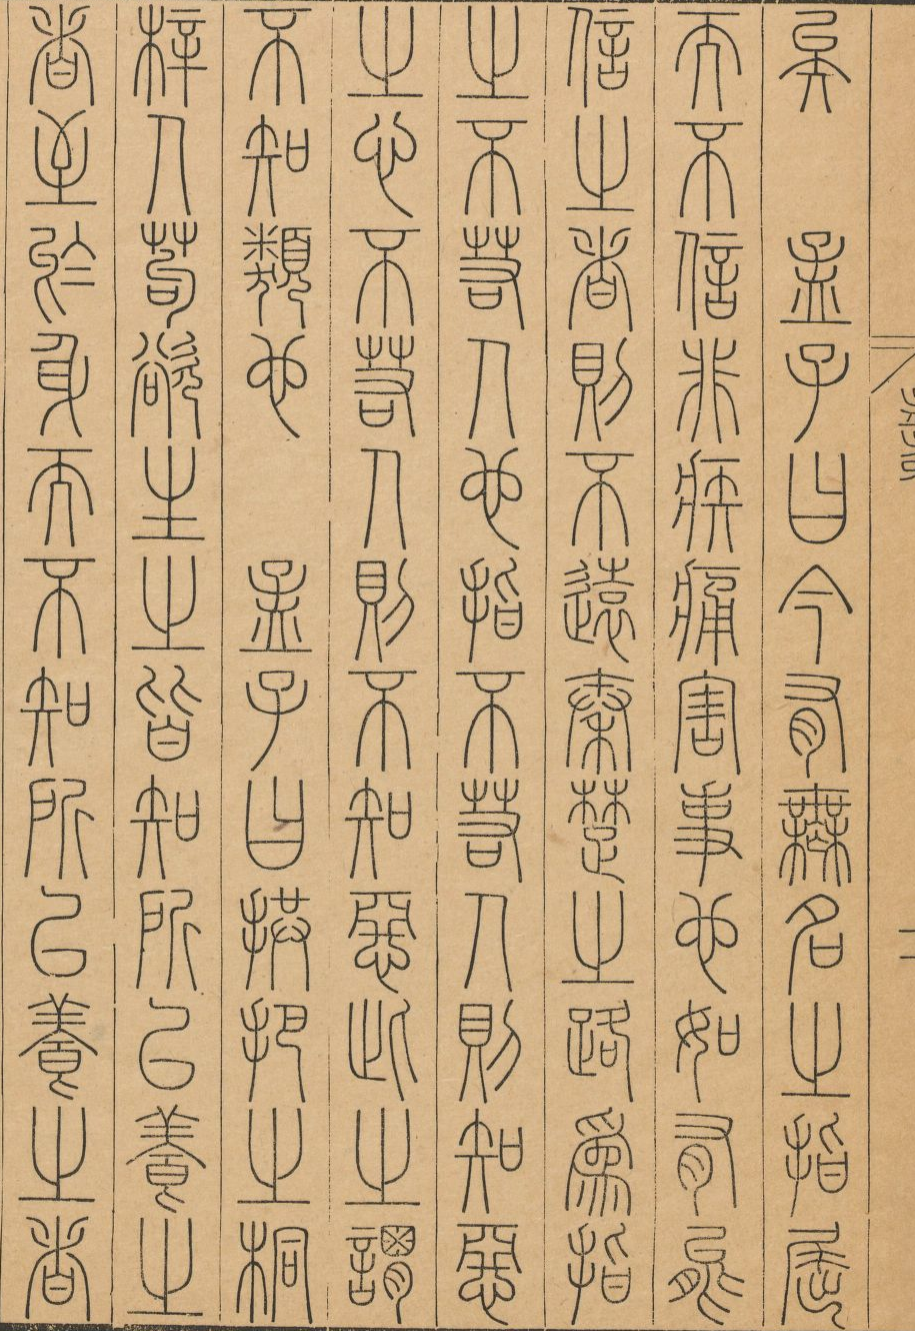 矣　孟子曰今有無名之指屈
而不信非疾痛害事也如有能
信之者則不遠秦楚之路爲指
之不若人也指不若人則知惡
之心不若人則不知惡此之謂
不知類也　孟子曰拱把之桐
梓人苟欲生之皆知所以養之
者至於身而不知所以養之者